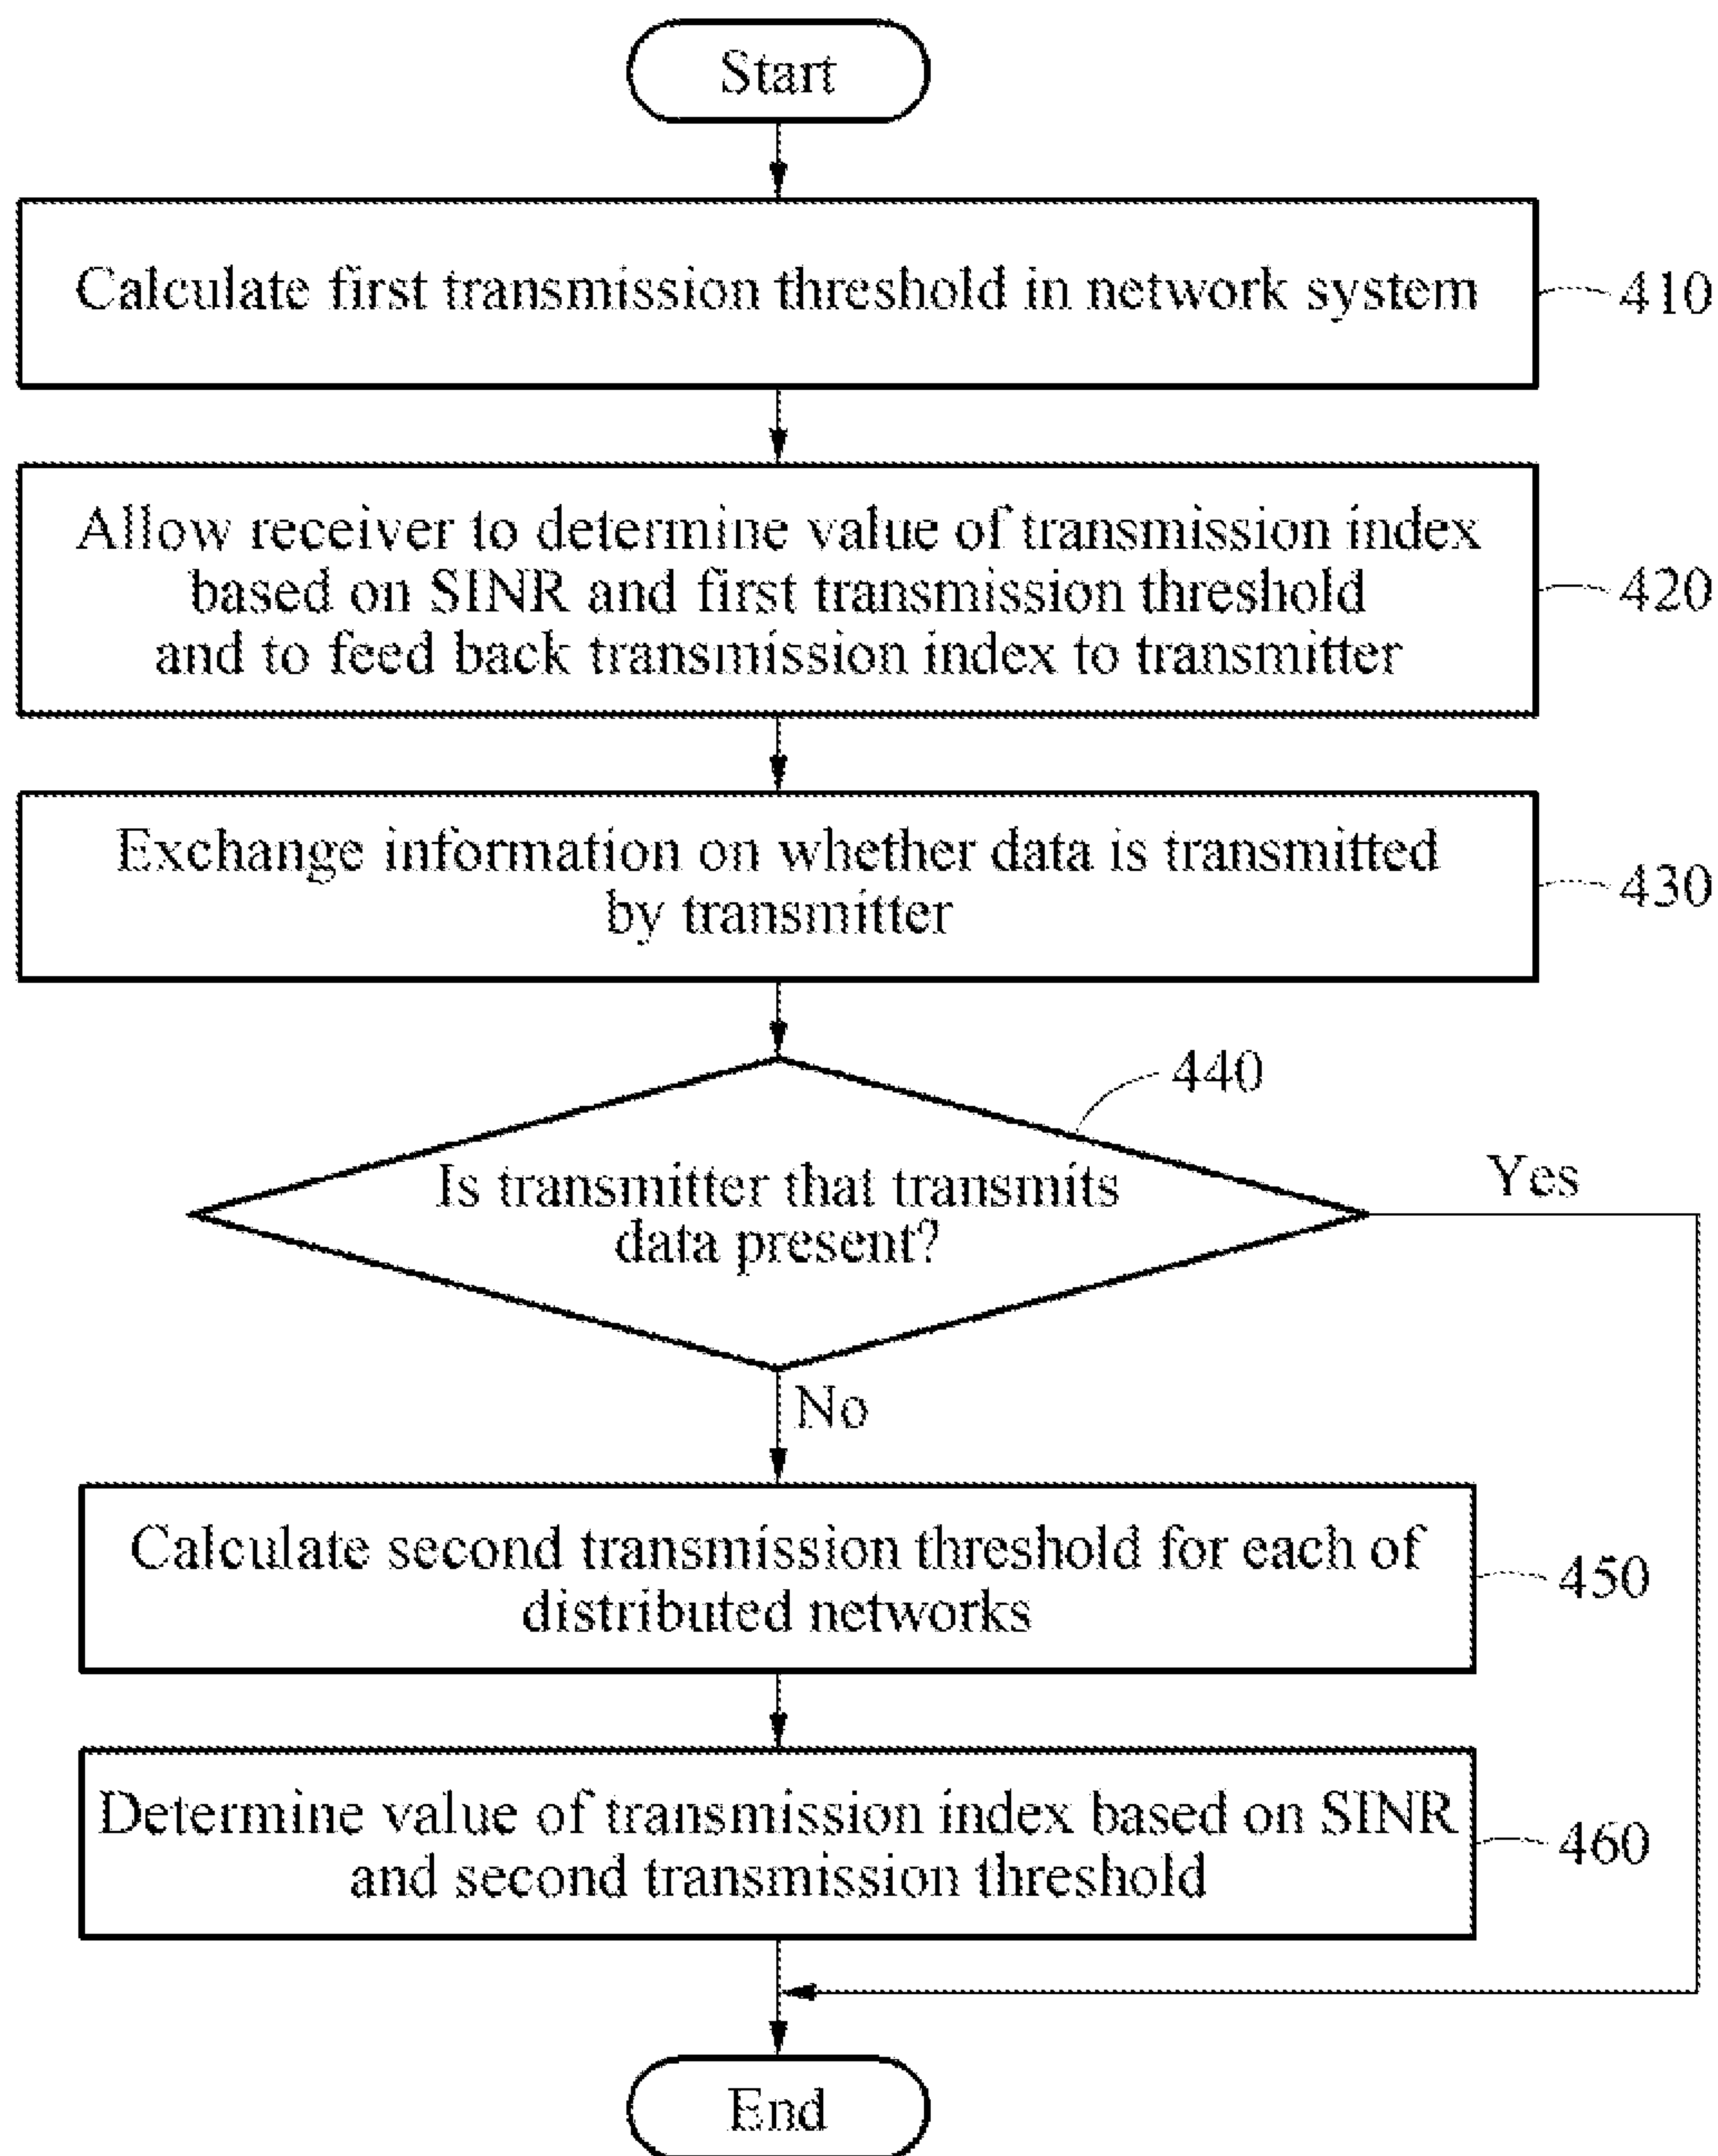 Start
Calculate first transmission threshold in network system
410
Allow receiver to determine value of transmission index
based on SINR and first transmission threshold
and to feed back transmission index to transmitter
420
Exchange information on whether data is transmitted
by transmitter
430
440
Is transmitter that transmits
data present?
Yes
No
Calculate second transmission threshold for each of
distributed networks
450
Determine value of transmission index based on SINR
and second transmission threshold
460
End